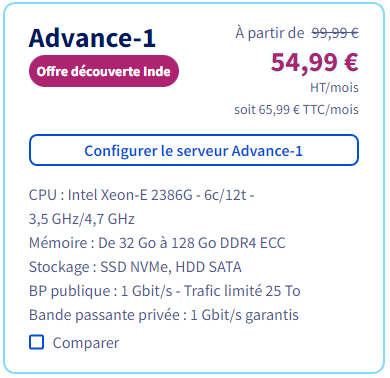 Advance-1
À partir de 99,99 €
Offre découverte Inde
54,99 €
HT/mois
soit 65,99 € TTC/mois
Configurer le serveur Advance-1
CPU : Intel Xeon-E 2386G - 6c/12t -
3,5 GHz/4,7 GHz
Mémoire : De 32 Go à 128 Go DDR4 ECC
Stockage : SSD NVMe, HDD SATA
BP publique : 1 Gbit/s - Trafic limité 25 To
Bande passante privée : 1 Gbit/s garantis
Comparer